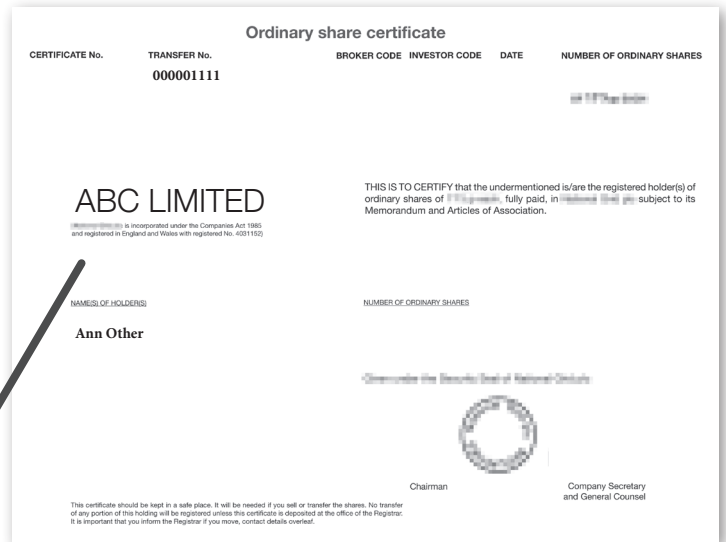 Ordinary share certificate
CERTIFICATE No. TRANSFER No. BROKER CODE INVESTOR CODE DATE NUMBER OF ORDINARY SHARES
000001111
ABC LIMITED
is incorporated under the Companies Act 1985
and registered in England and Wales with registered No. 4031152)
THIS IS TO CERTIFY that the undermentioned is/are the registered holder(s) of
ordinary shares of , fully paid, in subject to its
Memorandum and Articles of Association.
NAME(S) OF HOLDER(S)
NUMBER OF ORDINARY SHARES
Ann Other
Chairman
Company Secretary
and General Counsel
This certificate should be kept in a safe place. It will be needed if you sell or transfer the shares. No transfer
of any portion of this holding will be registered unless this certificate is deposited at the office of the Registrar.
It is important that you inform the Registrar if you move, contact details overleaf.